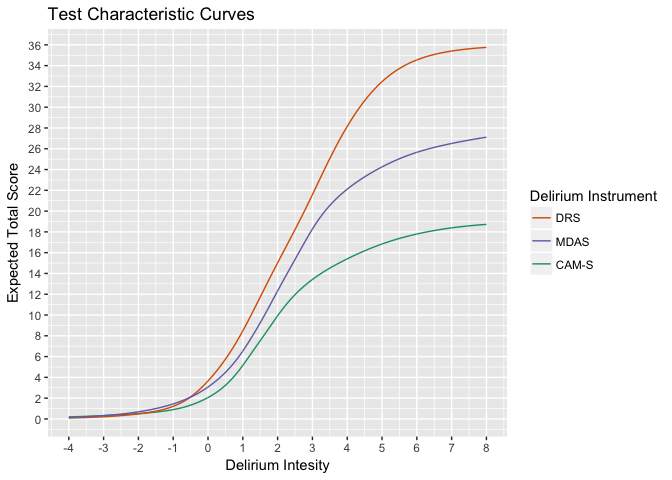 Test Characteristic Curves
Expected Total Score
36
34
32
30
28
26
24
22
20
18
16
14
12
10
8
6
4
2
0
-4 -3 -2 -1 0 1 2 3 4 5 6 7 8
Delirium Intesity
Delirium Instrument
DRS
MDAS
CAM-S